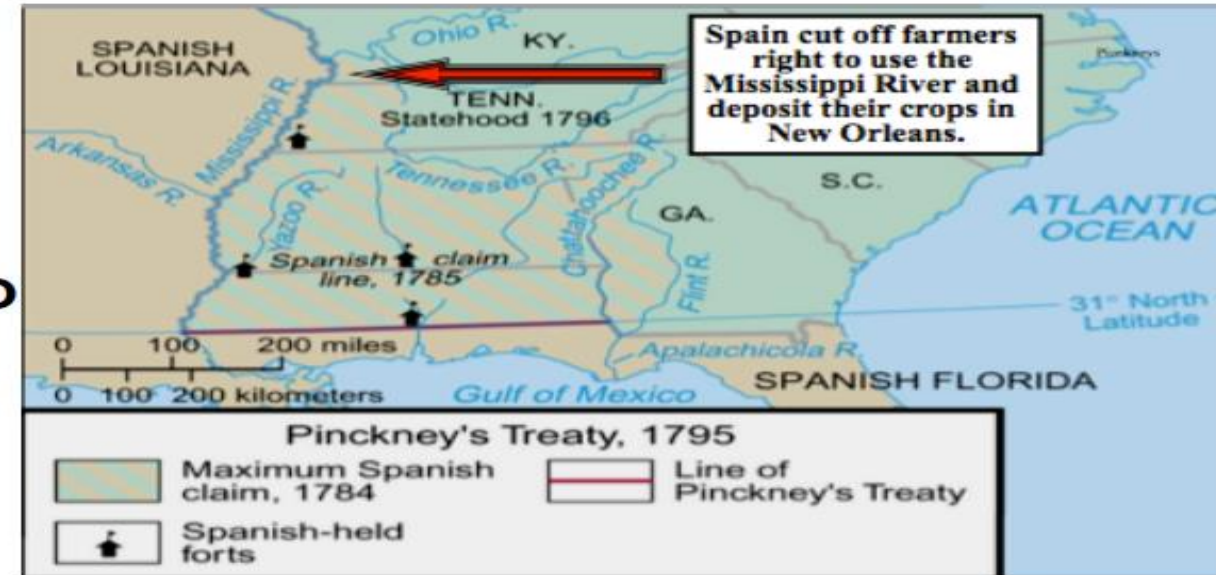 SPANISH
LOUISIANA
Ohio R.
KY.
Spain cut off farmers
right to use the
Mississippi River and
deposit their crops in
New Orleans.
TENN.
Statehood 1796
Mississippi R.
Arkansas R.
Tennessee R.
Chattahoochee R.
Yazoo R.
S.C.
GA.
ATLANTIC
OCEAN
Spanish claim
line, 1785
Flint R.
31° North
Latitude
0 100 200 miles
0 100 200 kilometers
Apalachicola R.
Gulf of Mexico
SPANISH FLORIDA
Pinckney's Treaty, 1795
Maximum Spanish
claim, 1784
Line of
Pinckney's Treaty
Spanish-held
forts